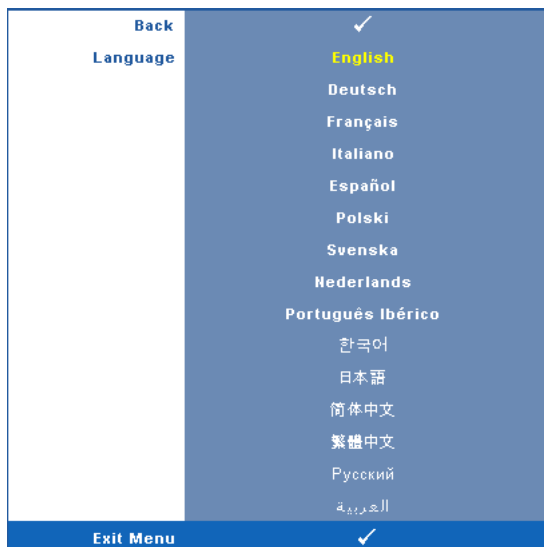 Back ✓
Language English
Deutsch
Français
Italiano
Español
Polski
Svenska
Nederlands
Português Ibérico
한국어
日本語
简体中文
繁體中文
Русский
العربية
Exit Menu ✓